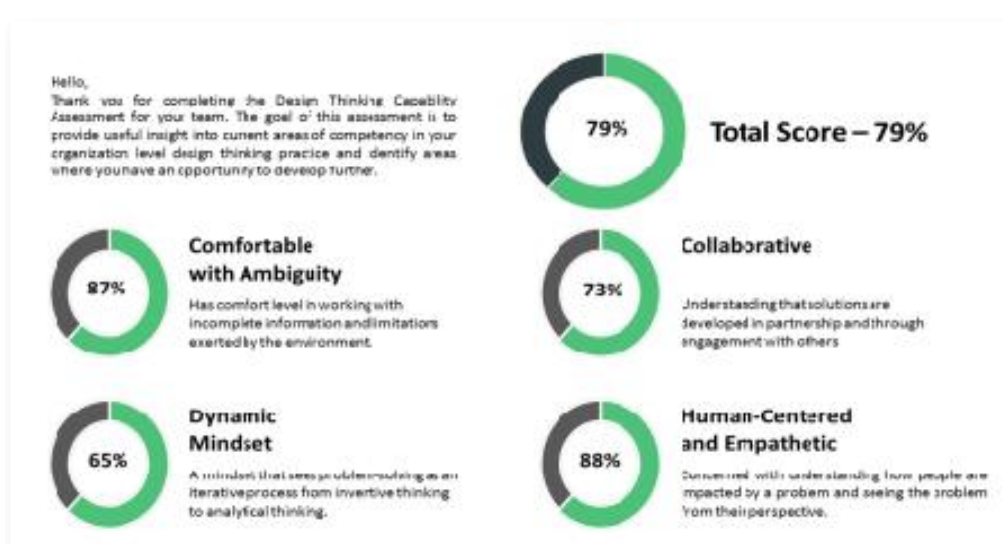 Hello,
Thank you for completing the Design Thinking Capability
Assessment for your team. The goal of this assessment is to
provide useful insight into current areas of competency in your
organization level design thinking practice and identify areas
where you have an opportunity to develop further.
79%
Total Score – 79%
87%
Comfortable
with Ambiguity
Has comfort level in working with
incomplete information and limitations
exerted by the environment.
73%
Collaborative
Understanding that solutions are
developed in partnership and through
engagement with others
65%
Dynamic
Mindset
A mindset that sees problem-solving as an
iterative process from invertive thinking
to analytical thinking.
88%
Human-Centered
and Empathetic
Concerned with understanding how people are
impacted by a problem and seeing the problem
from their perspective.